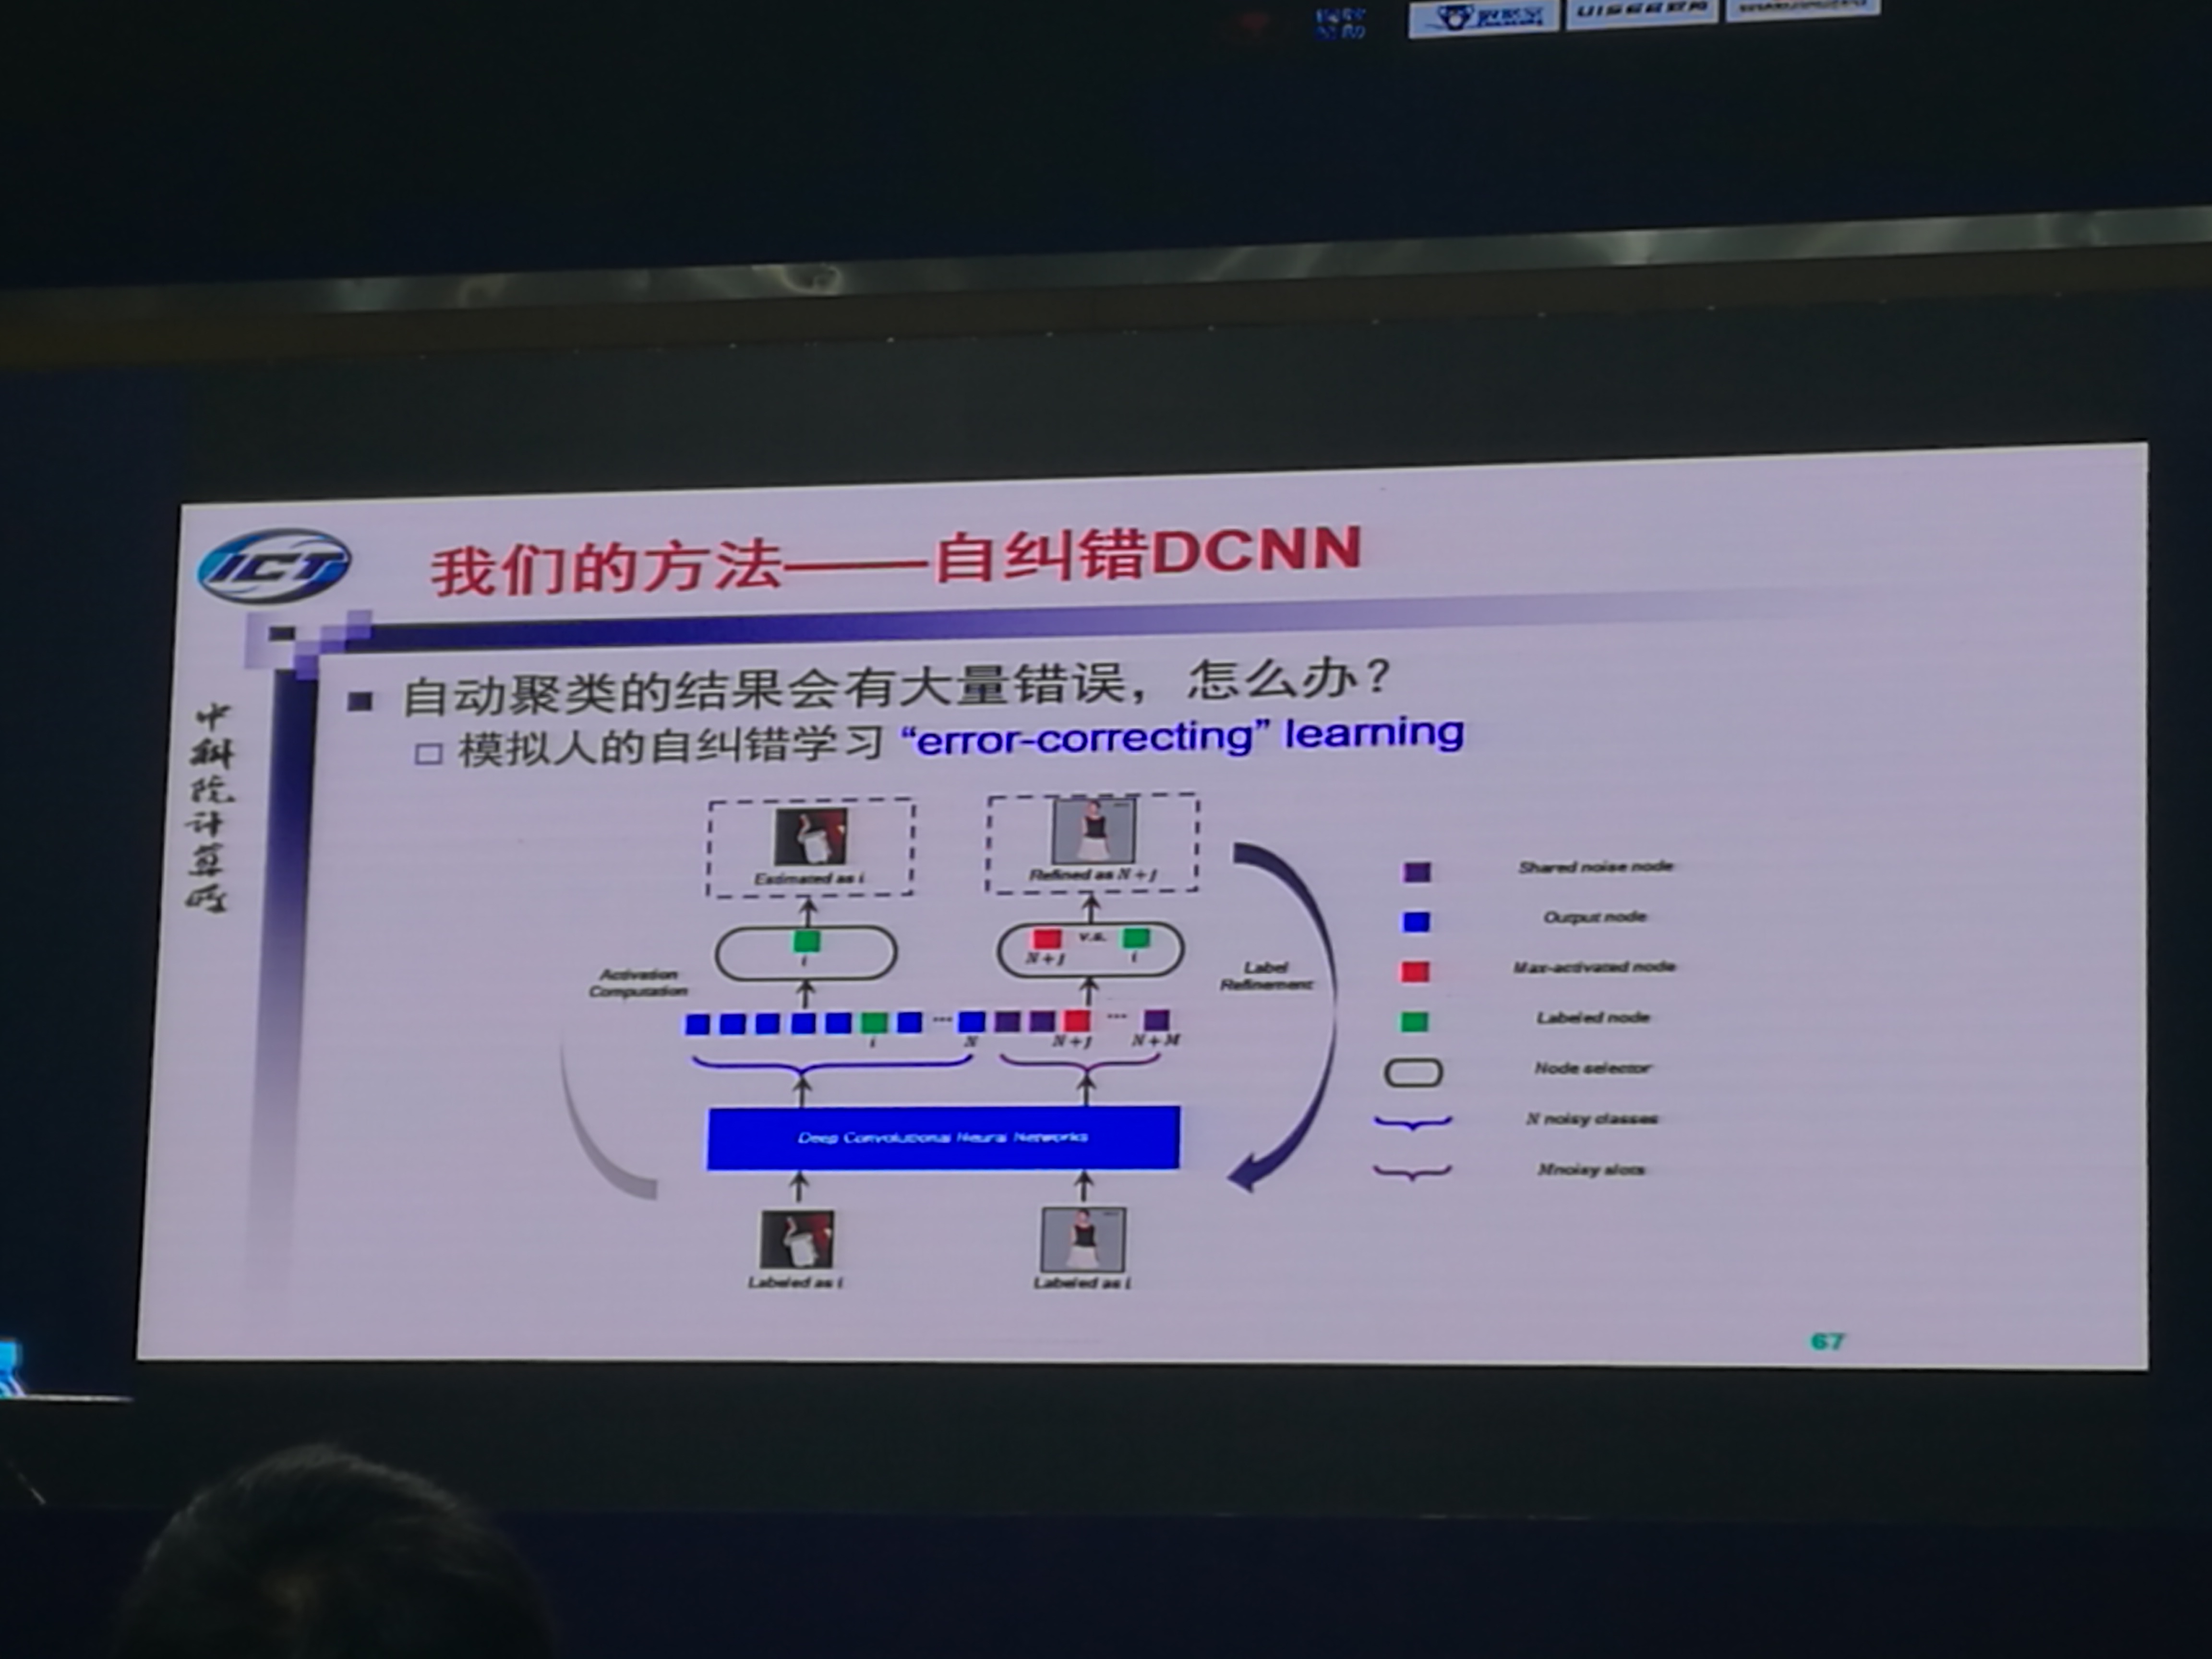 ICT
我们的方法——自纠错DCNN
中科院计算所
自动聚类的结果会有大量错误，怎么办？
模拟人的自纠错学习 “error-correcting” learning
Estimated as i
Refined as N+j
i
N+j v.s. i
Activation
Computation
Label
Refinement
... ...
i N N+j N+M
Deep Convolutional Neural Networks
Labeled as i
Labeled as i
Shared noise node
Output node
Max-activated node
Labeled node
Node selector
N noisy classes
Mnoisy slots
67